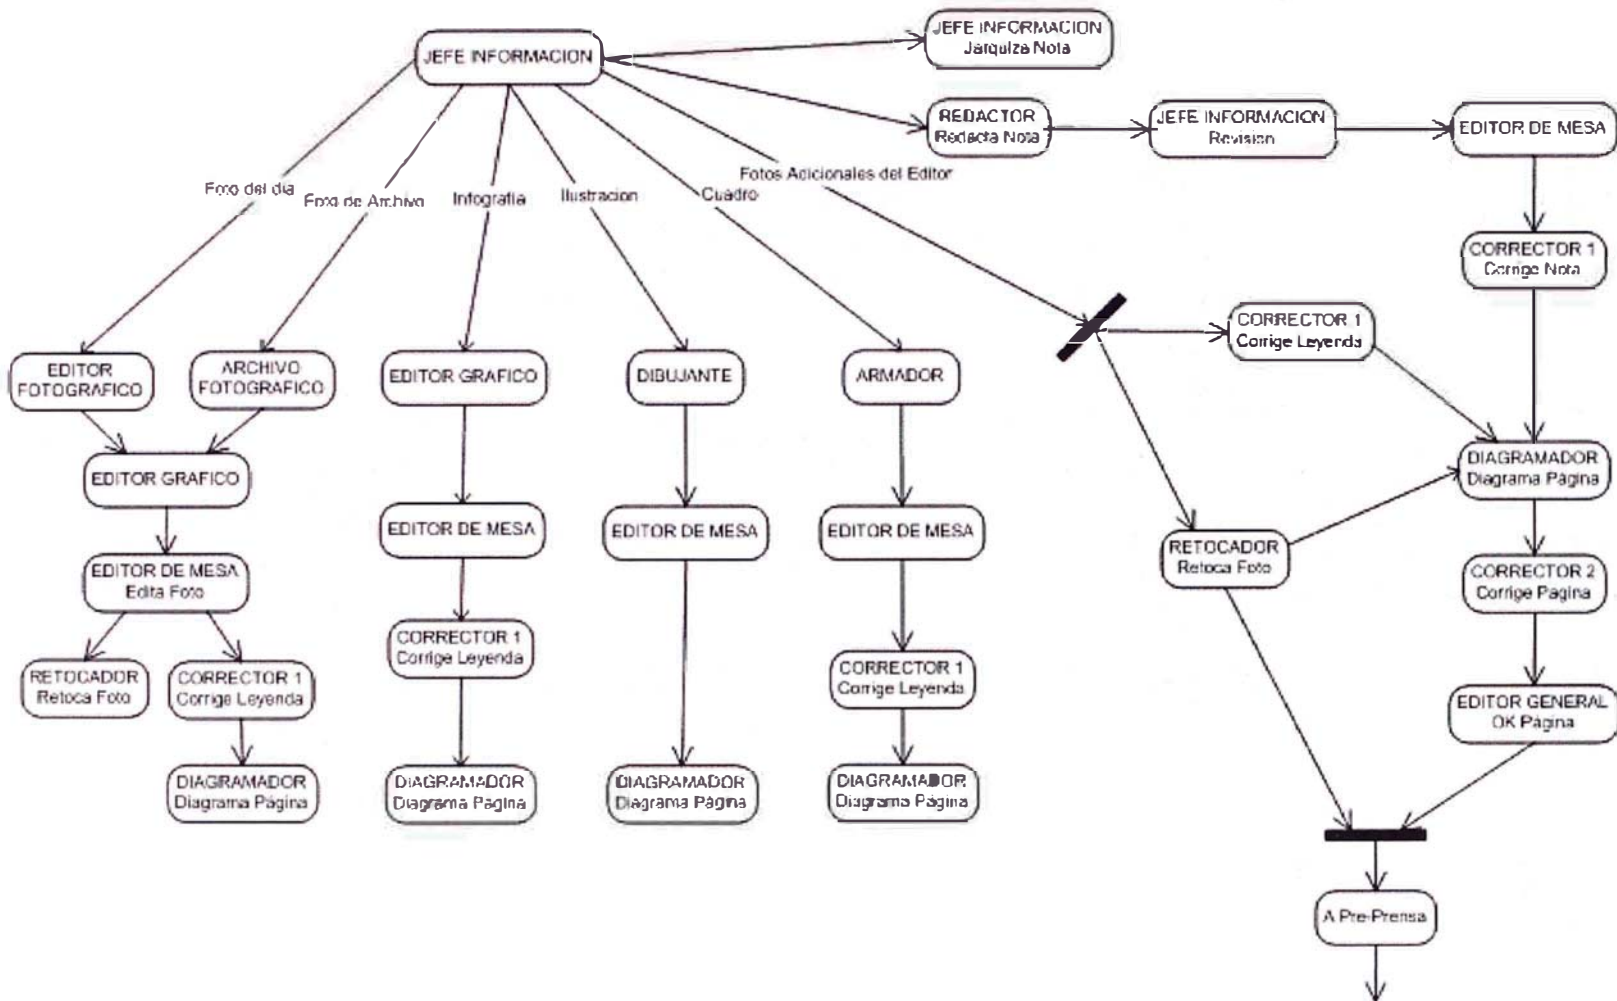 JEFE INFORMACION
Jarquiza Nota
JEFE INFORMACION
REDACTOR
Redacta Nota
JEFE INFORMACION
Revision
EDITOR DE MESA
Fotos Adicionales del Editor
Foto del dia
Foto de Archivo
Infografia
Ilustracion
Cuadro
CORRECTOR 1
Corrige Nota
CORRECTOR 1
Corrige Leyenda
EDITOR
FOTOGRAFICO
ARCHIVO
FOTOGRAFICO
EDITOR GRAFICO
DIBUJANTE
ARMADOR
EDITOR GRAFICO
DIAGRAMADOR
Diagrama Página
EDITOR DE MESA
EDITOR DE MESA
EDITOR DE MESA
RETOCADOR
Retoca Foto
EDITOR DE MESA
Edita Foto
CORRECTOR 2
Corrige Pagina
CORRECTOR 1
Corrige Leyenda
RETOCADOR
Retoca Foto
CORRECTOR 1
Corrige Leyenda
CORRECTOR 1
Corrige Leyenda
EDITOR GENERAL
OK Página
DIAGRAMADOR
Diagrama Página
DIAGRAMADOR
Diagrama Página
DIAGRAMADOR
Diagrama Página
DIAGRAMADOR
Diagrama Página
A Pre-Prensa